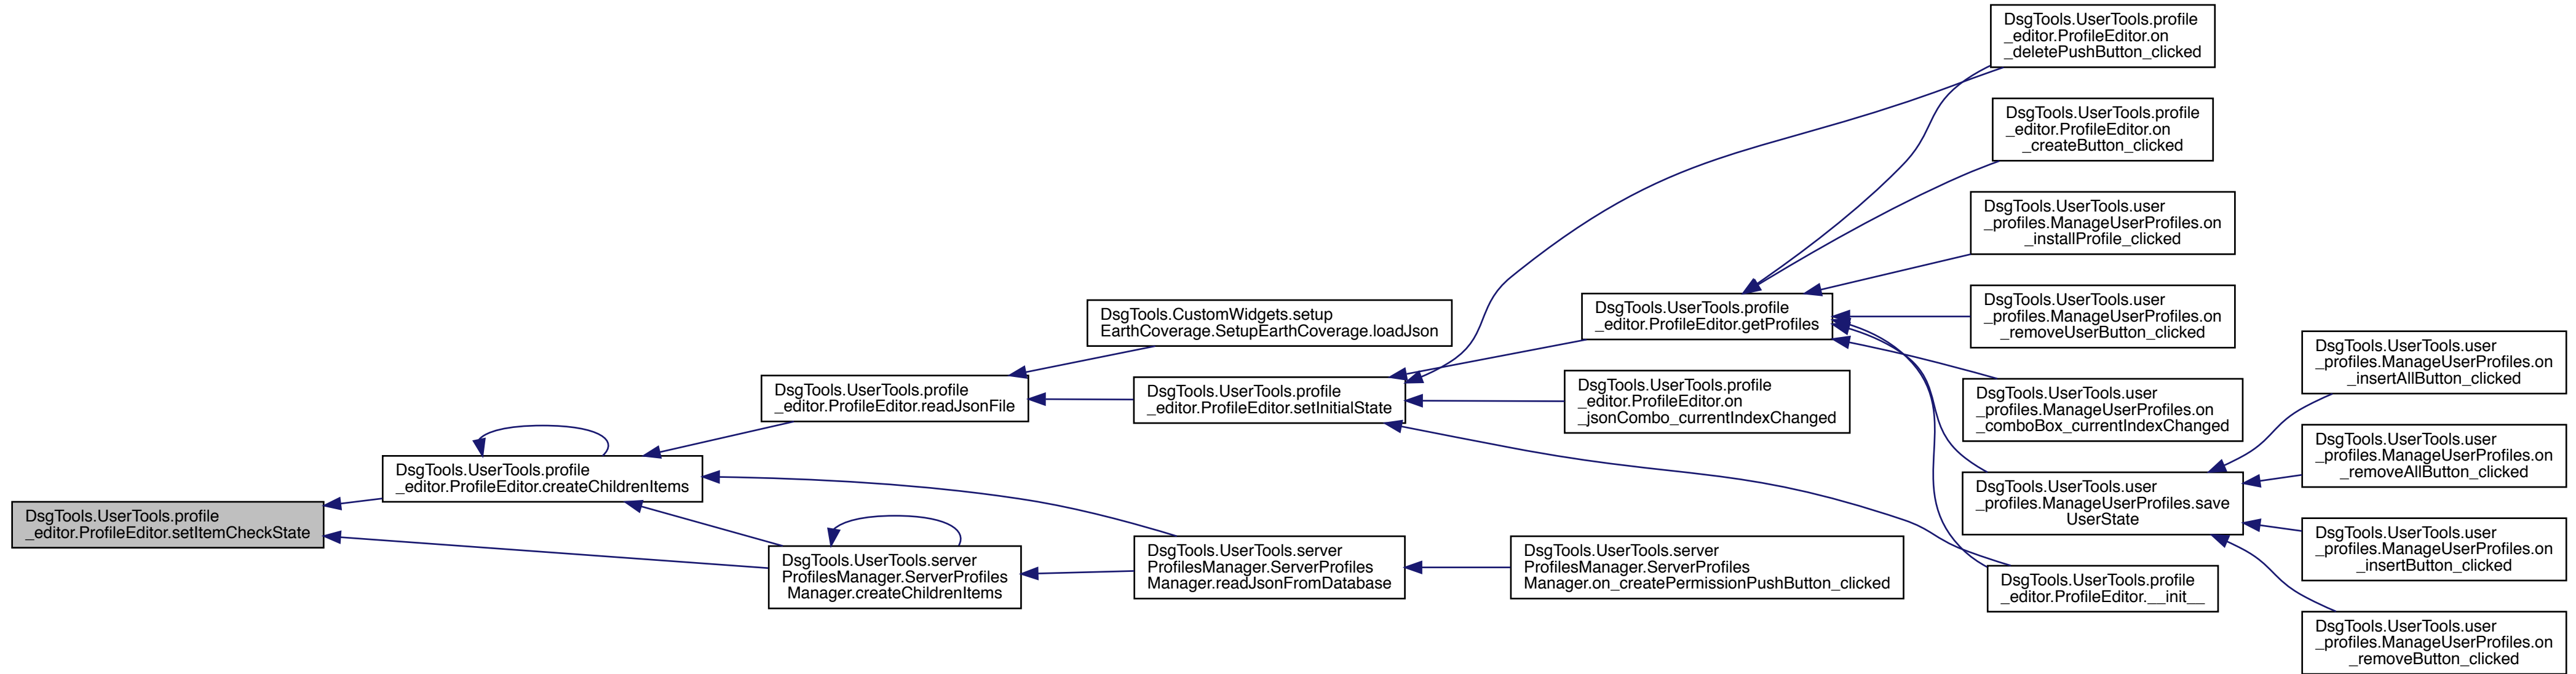 DsgTools.UserTools.profile
_editor.ProfileEditor.setItemCheckState
DsgTools.UserTools.profile
_editor.ProfileEditor.createChildrenItems
DsgTools.UserTools.profile
_editor.ProfileEditor.readJsonFile
DsgTools.UserTools.server
ProfilesManager.ServerProfiles
Manager.createChildrenItems
DsgTools.CustomWidgets.setup
EarthCoverage.SetupEarthCoverage.loadJson
DsgTools.UserTools.profile
_editor.ProfileEditor.setInitialState
DsgTools.UserTools.server
ProfilesManager.ServerProfiles
Manager.readJsonFromDatabase
DsgTools.UserTools.profile
_editor.ProfileEditor.getProfiles
DsgTools.UserTools.profile
_editor.ProfileEditor.on
_jsonCombo_currentIndexChanged
DsgTools.UserTools.server
ProfilesManager.ServerProfiles
Manager.on_createPermissionPushButton_clicked
DsgTools.UserTools.profile
_editor.ProfileEditor.on
_deletePushButton_clicked
DsgTools.UserTools.profile
_editor.ProfileEditor.on
_createButton_clicked
DsgTools.UserTools.user
_profiles.ManageUserProfiles.on
_installProfile_clicked
DsgTools.UserTools.user
_profiles.ManageUserProfiles.on
_removeUserButton_clicked
DsgTools.UserTools.user
_profiles.ManageUserProfiles.on
_comboBox_currentIndexChanged
DsgTools.UserTools.user
_profiles.ManageUserProfiles.save
UserState
DsgTools.UserTools.profile
_editor.ProfileEditor.__init__
DsgTools.UserTools.user
_profiles.ManageUserProfiles.on
_insertAllButton_clicked
DsgTools.UserTools.user
_profiles.ManageUserProfiles.on
_removeAllButton_clicked
DsgTools.UserTools.user
_profiles.ManageUserProfiles.on
_insertButton_clicked
DsgTools.UserTools.user
_profiles.ManageUserProfiles.on
_removeButton_clicked